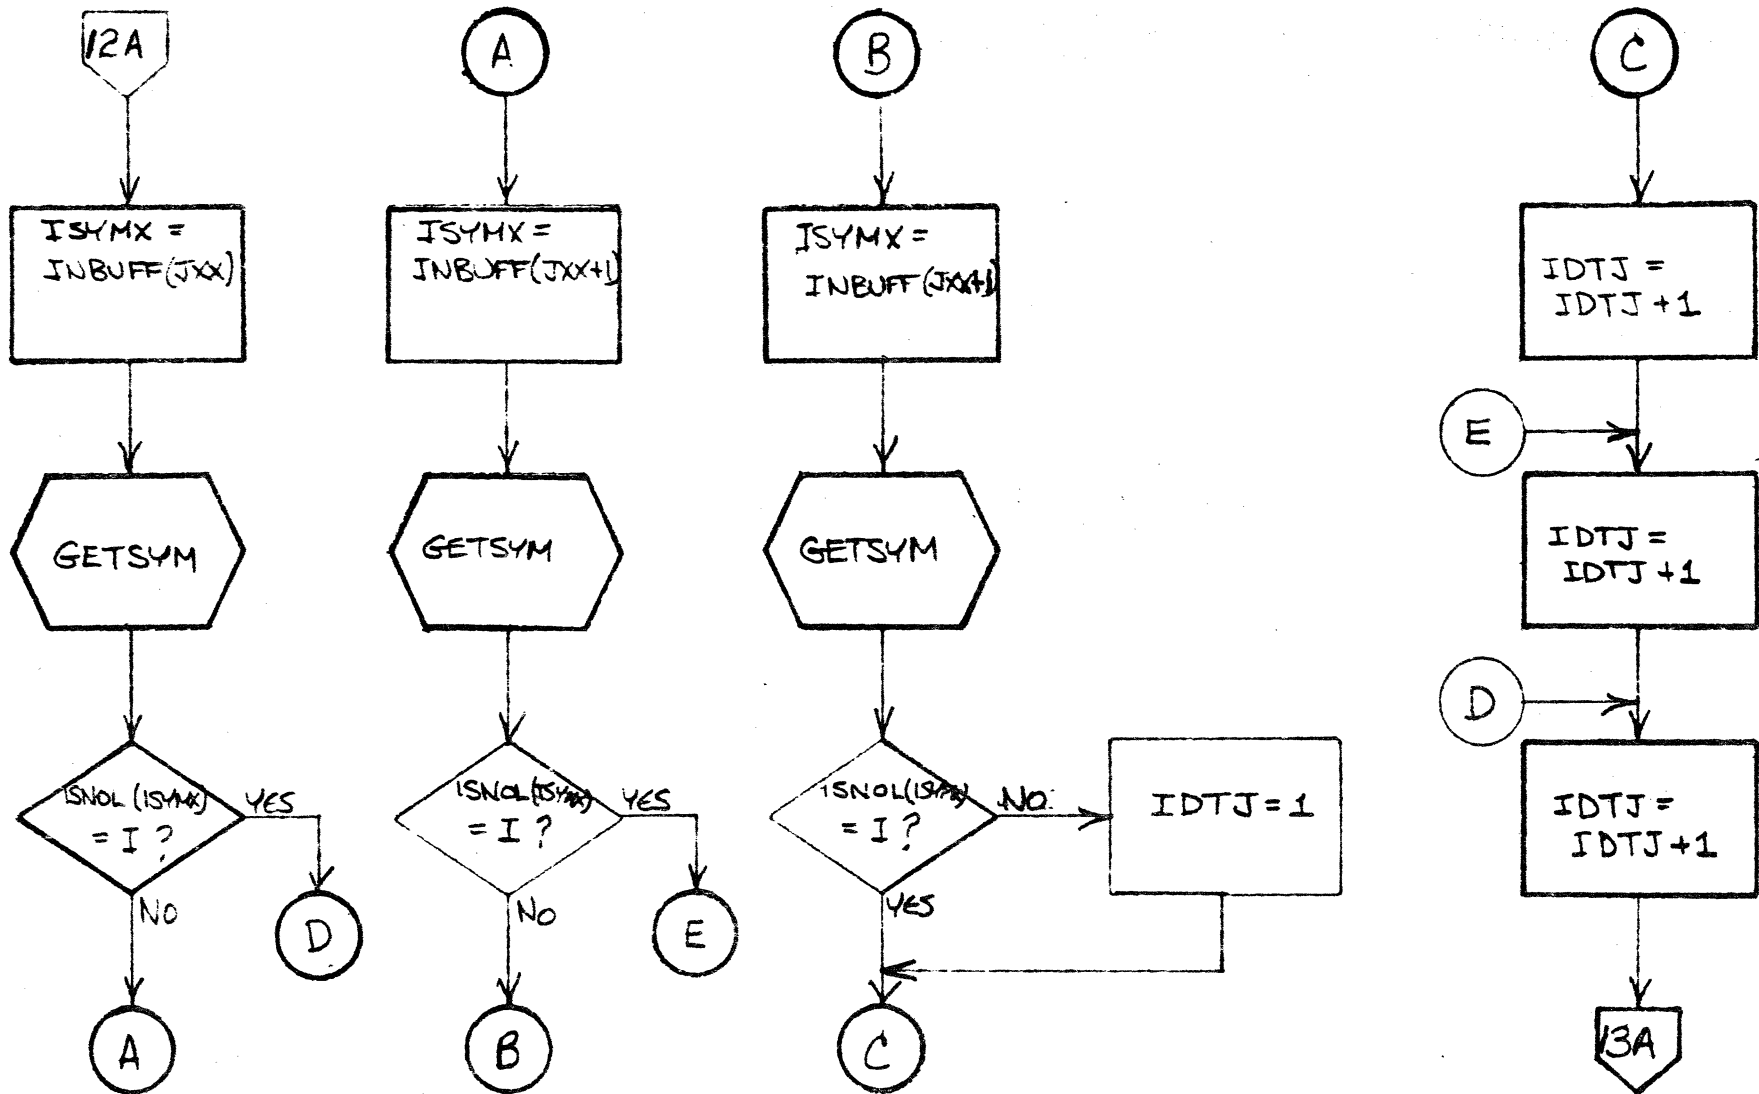 12A
ISYMX =
INBUFF(JXX)
GETSYM
ISNOL(ISYMX)
= I ?
YES
D
NO
A
A
ISYMX =
INBUFF(JXX+1)
GETSYM
ISNOL(ISYMX)
= I ?
YES
E
NO
B
B
ISYMX =
INBUFF(JXX+1)
GETSYM
ISNOL(ISYMX)
= I ?
NO
IDTJ=1
YES
C
C
IDTJ =
IDTJ +1
E
IDTJ =
IDTJ +1
D
IDTJ =
IDTJ +1
13A